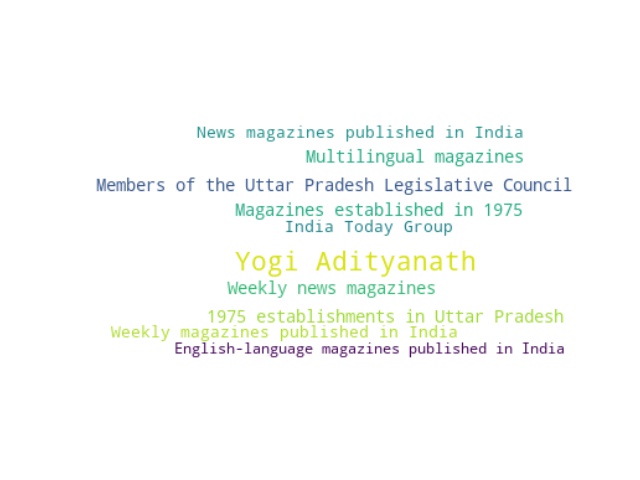 News magazines published in India
Multilingual magazines
Members of the Uttar Pradesh Legislative Council
Magazines established in 1975
India Today Group
Yogi Adityanath
Weekly news magazines
1975 establishments in Uttar Pradesh
Weekly magazines published in India
English-language magazines published in India